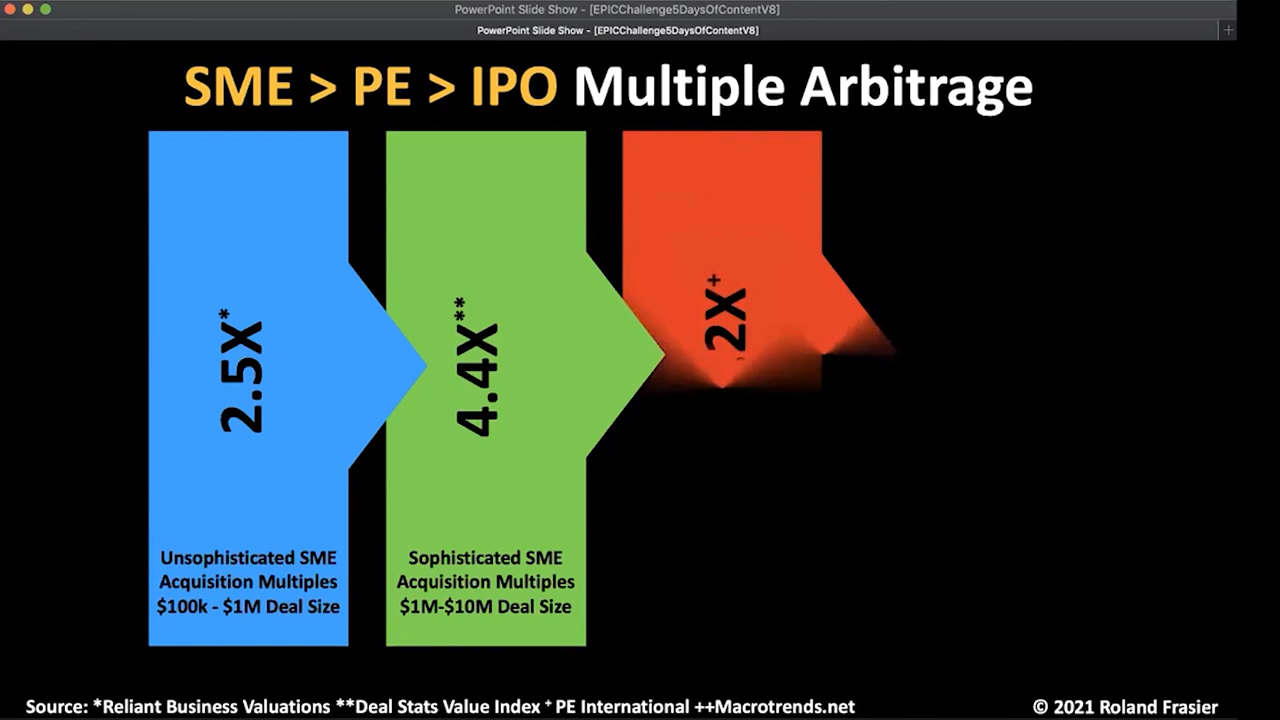 PowerPoint Slide Show - [EPICChallenge5DaysOfContentV8]
PowerPoint Slide Show - [EPICChallenge5DaysOfContentV8]
SME > PE > IPO Multiple Arbitrage
2.5X*
4.4X**
2X+
Unsophisticated SME
Acquisition Multiples
$100k - $1M Deal Size
Sophisticated SME
Acquisition Multiples
$1M-$10M Deal Size
Source: *Reliant Business Valuations **Deal Stats Value Index + PE International ++Macrotrends.net
© 2021 Roland Frasier